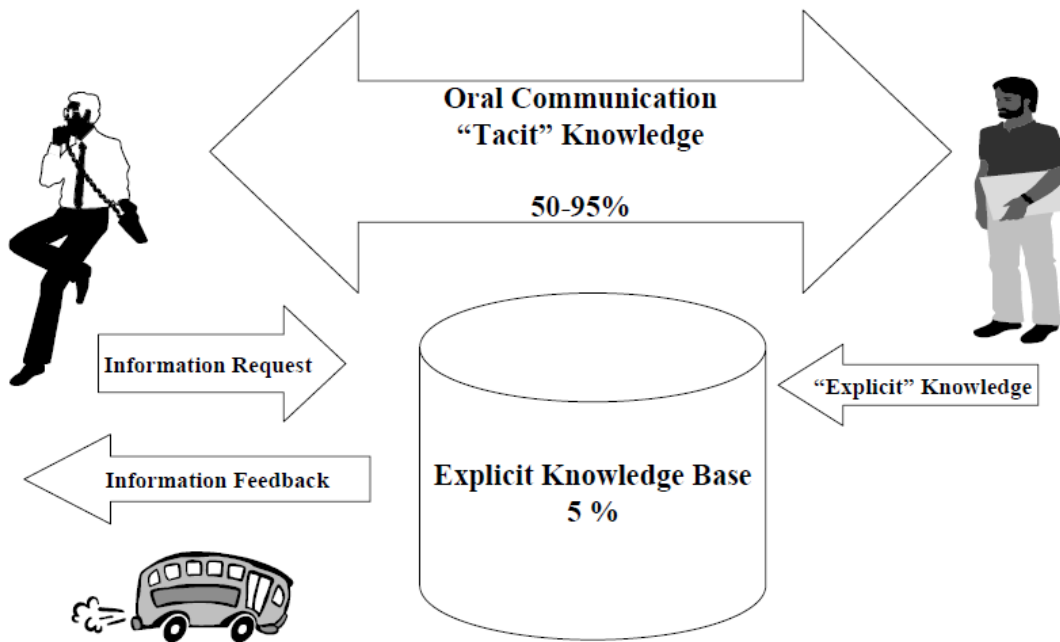 Oral Communication
“Tacit” Knowledge
50-95%
Information Request
“Explicit” Knowledge
Information Feedback
Explicit Knowledge Base
5 %